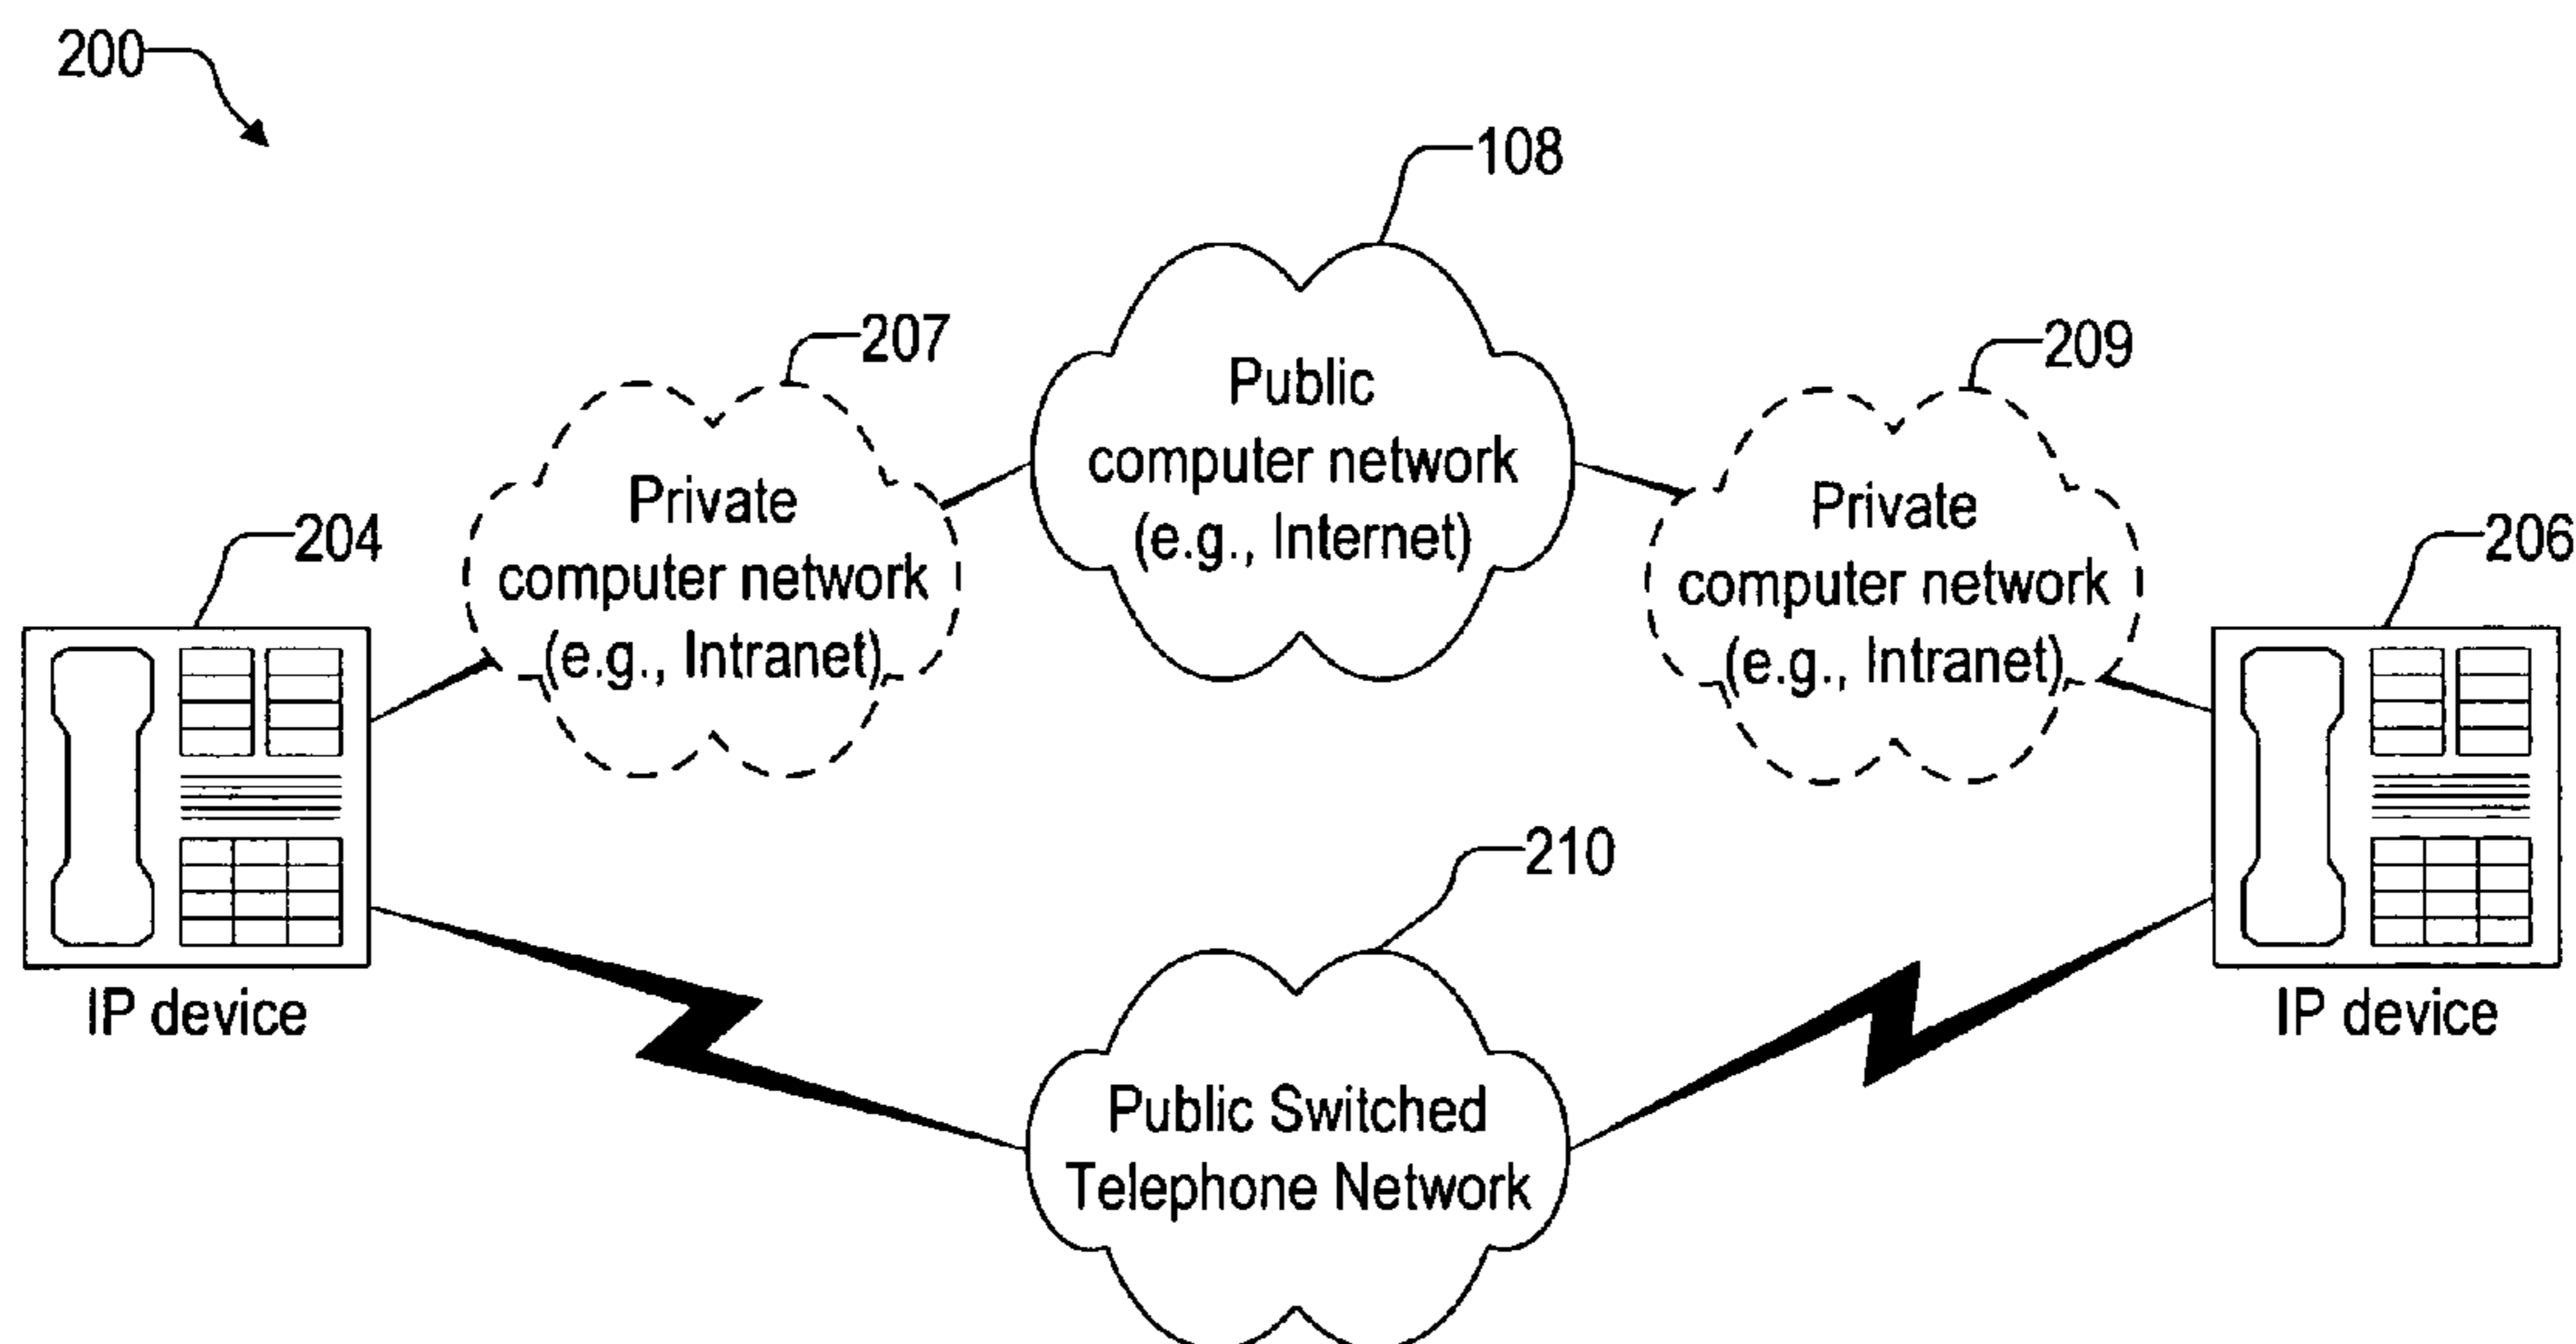 200
108
207
209
Public
computer network
(e.g., Internet)
Private
computer network
(e.g., Intranet)
Private
computer network
(e.g., Intranet)
204
206
210
IP device
IP device
Public Switched
Telephone Network